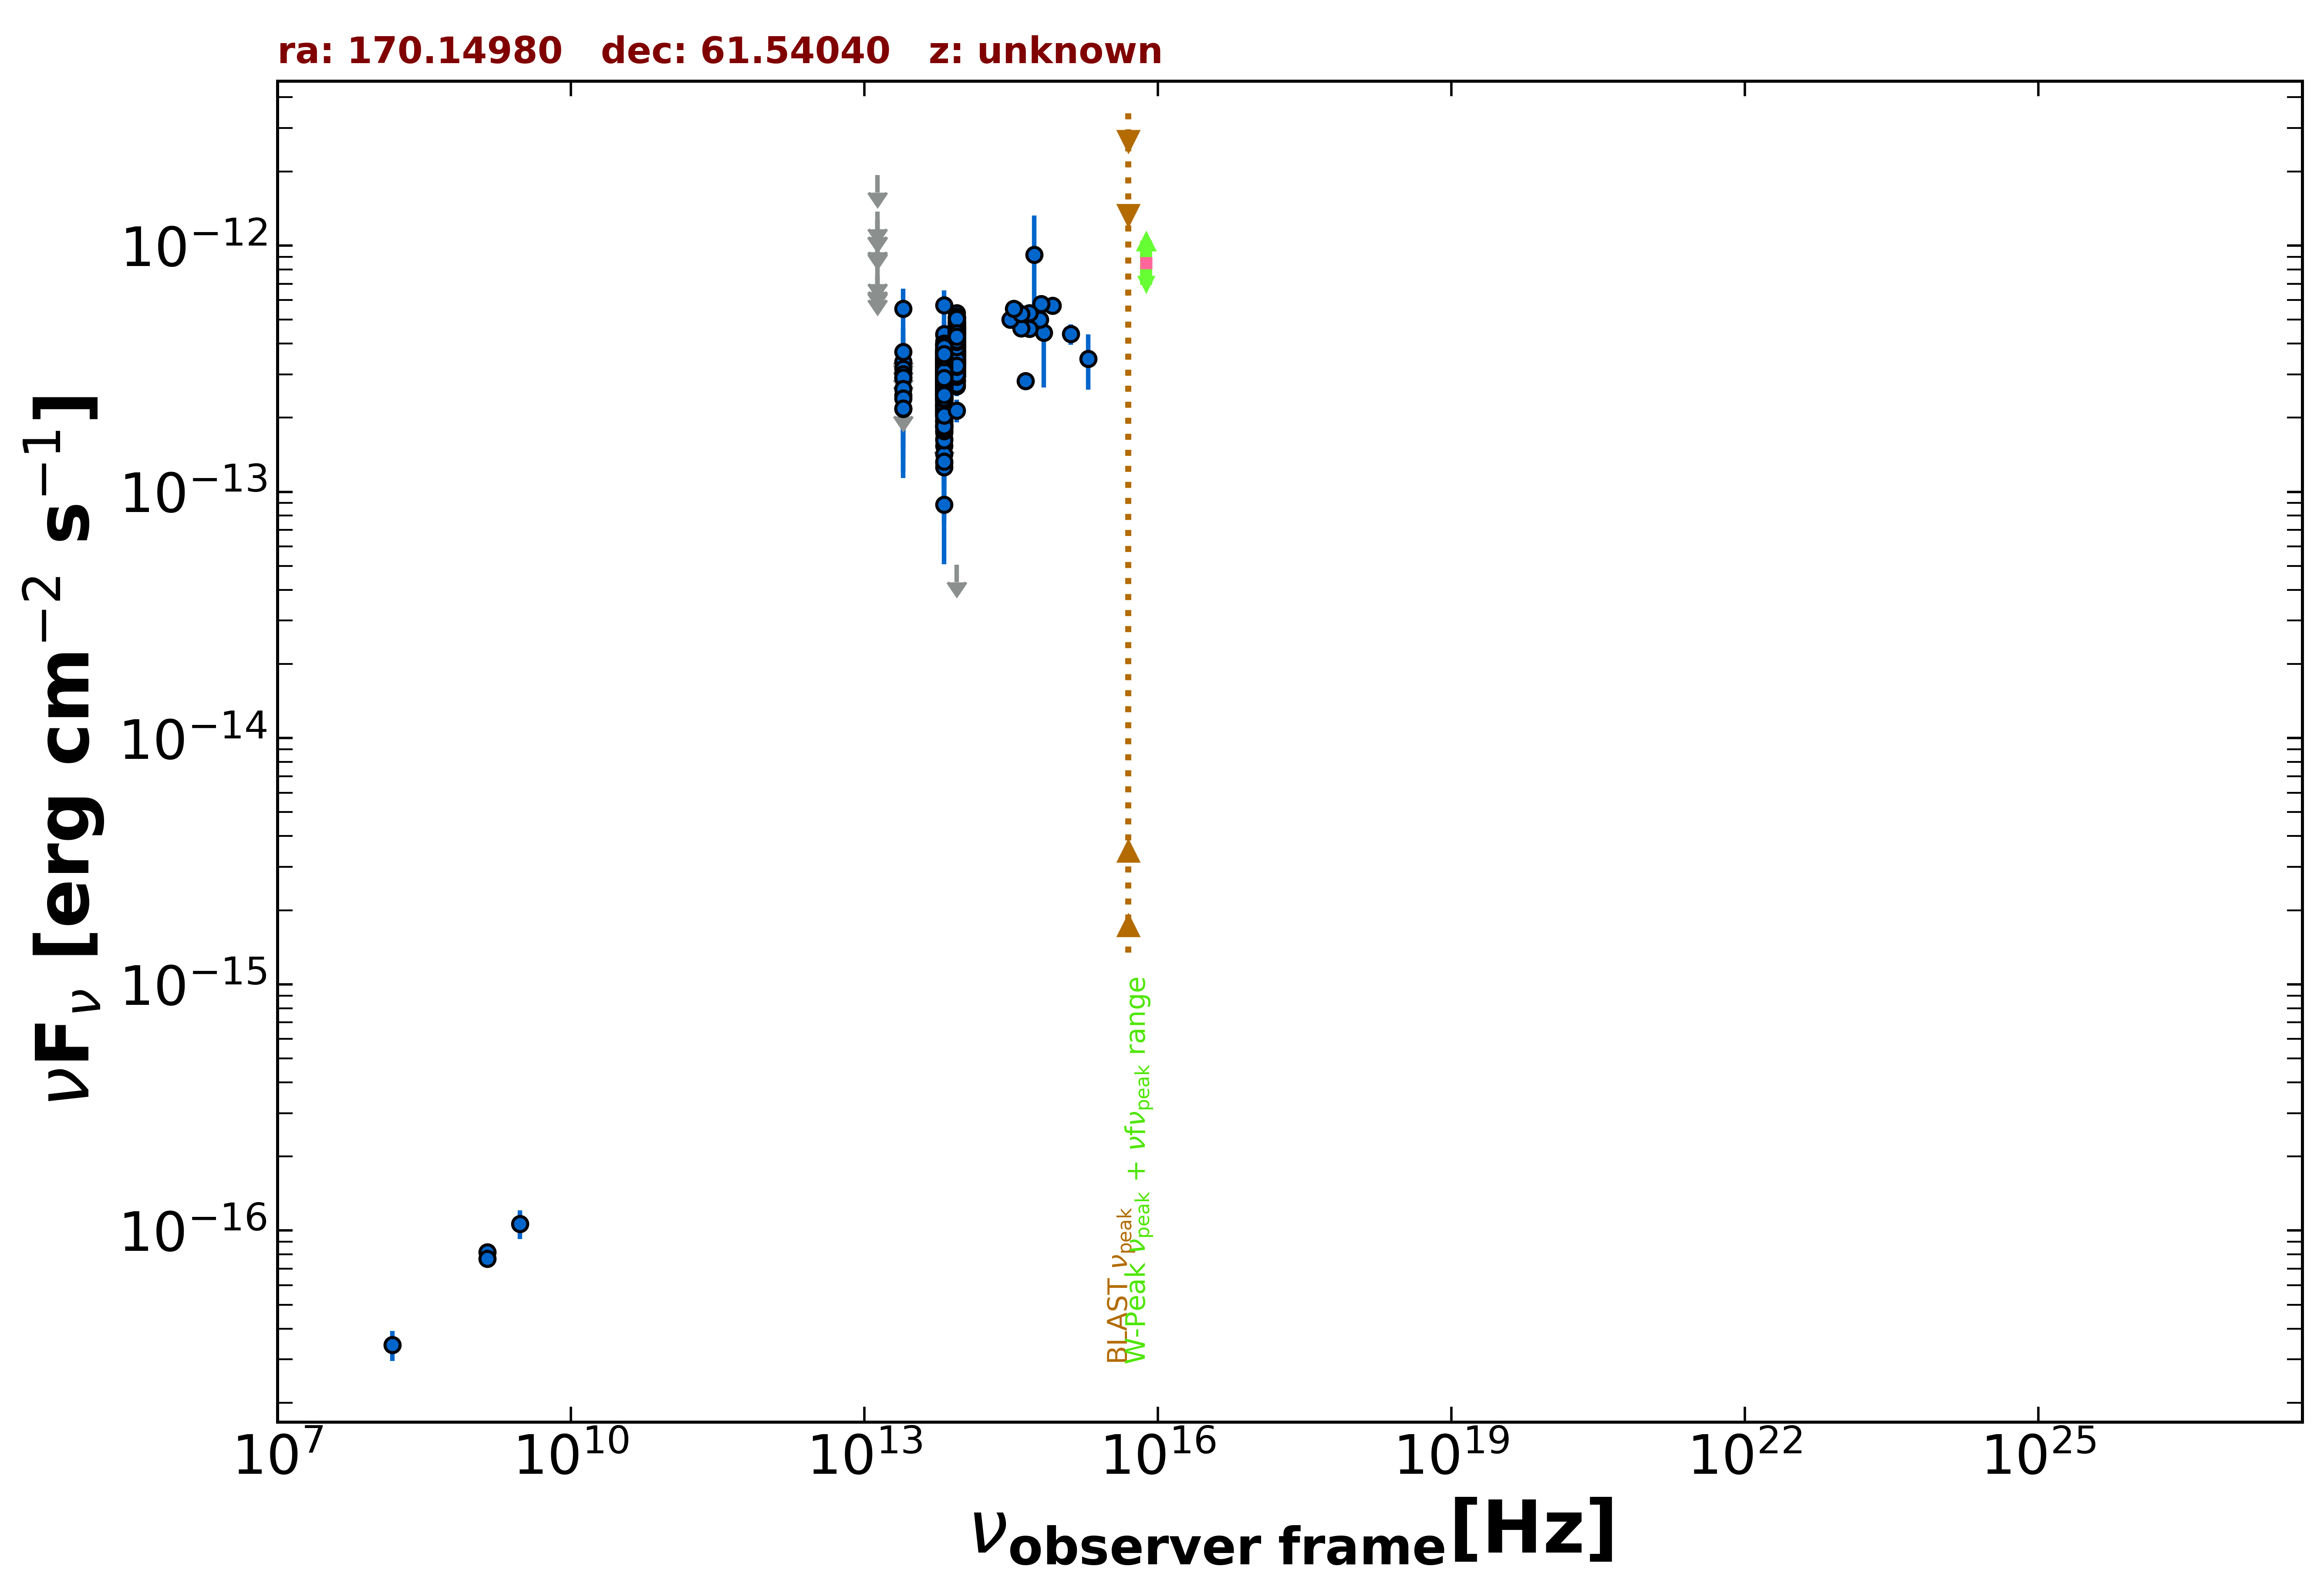 ra: 170.14980 dec: 61.54040 z: unknown
νFν [erg cm−2 s−1]
10−12
10−13
10−14
10−15
10−16
BLAST νpeak
W-Peak νpeak + νfνpeak range
107 1010 1013 1016 1019 1022 1025
νobserver frame[Hz]